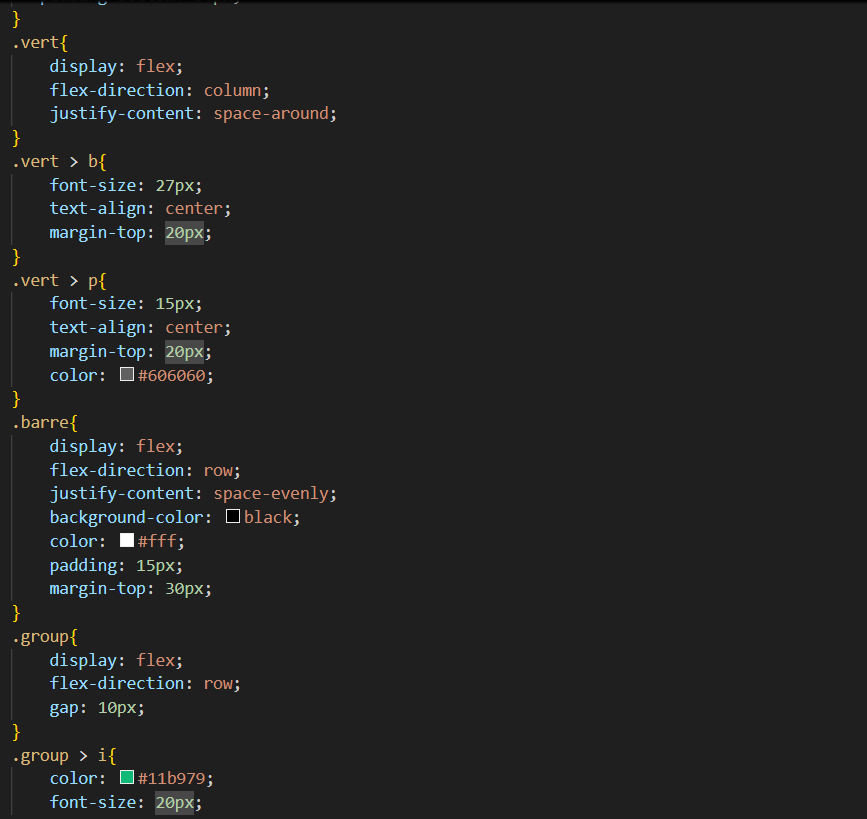 }
.vert{
    display: flex;
    flex-direction: column;
    justify-content: space-around;
}
.vert > b{
    font-size: 27px;
    text-align: center;
    margin-top: 20px;
}
.vert > p{
    font-size: 15px;
    text-align: center;
    margin-top: 20px;
    color: #606060;
}
.barre{
    display: flex;
    flex-direction: row;
    justify-content: space-evenly;
    background-color: black;
    color: #fff;
    padding: 15px;
    margin-top: 30px;
}
.group{
    display: flex;
    flex-direction: row;
    gap: 10px;
}
.group > i{
    color: #11b979;
    font-size: 20px;